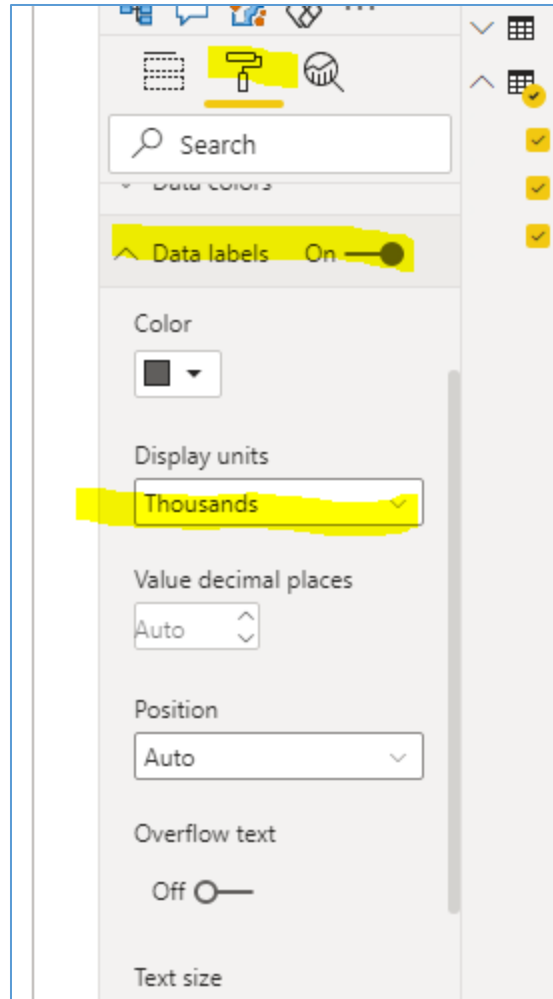 Search
Data colors
Data labels On
Color
Display units
Thousands
Value decimal places
Auto
Position
Auto
Overflow text
Off
Text size